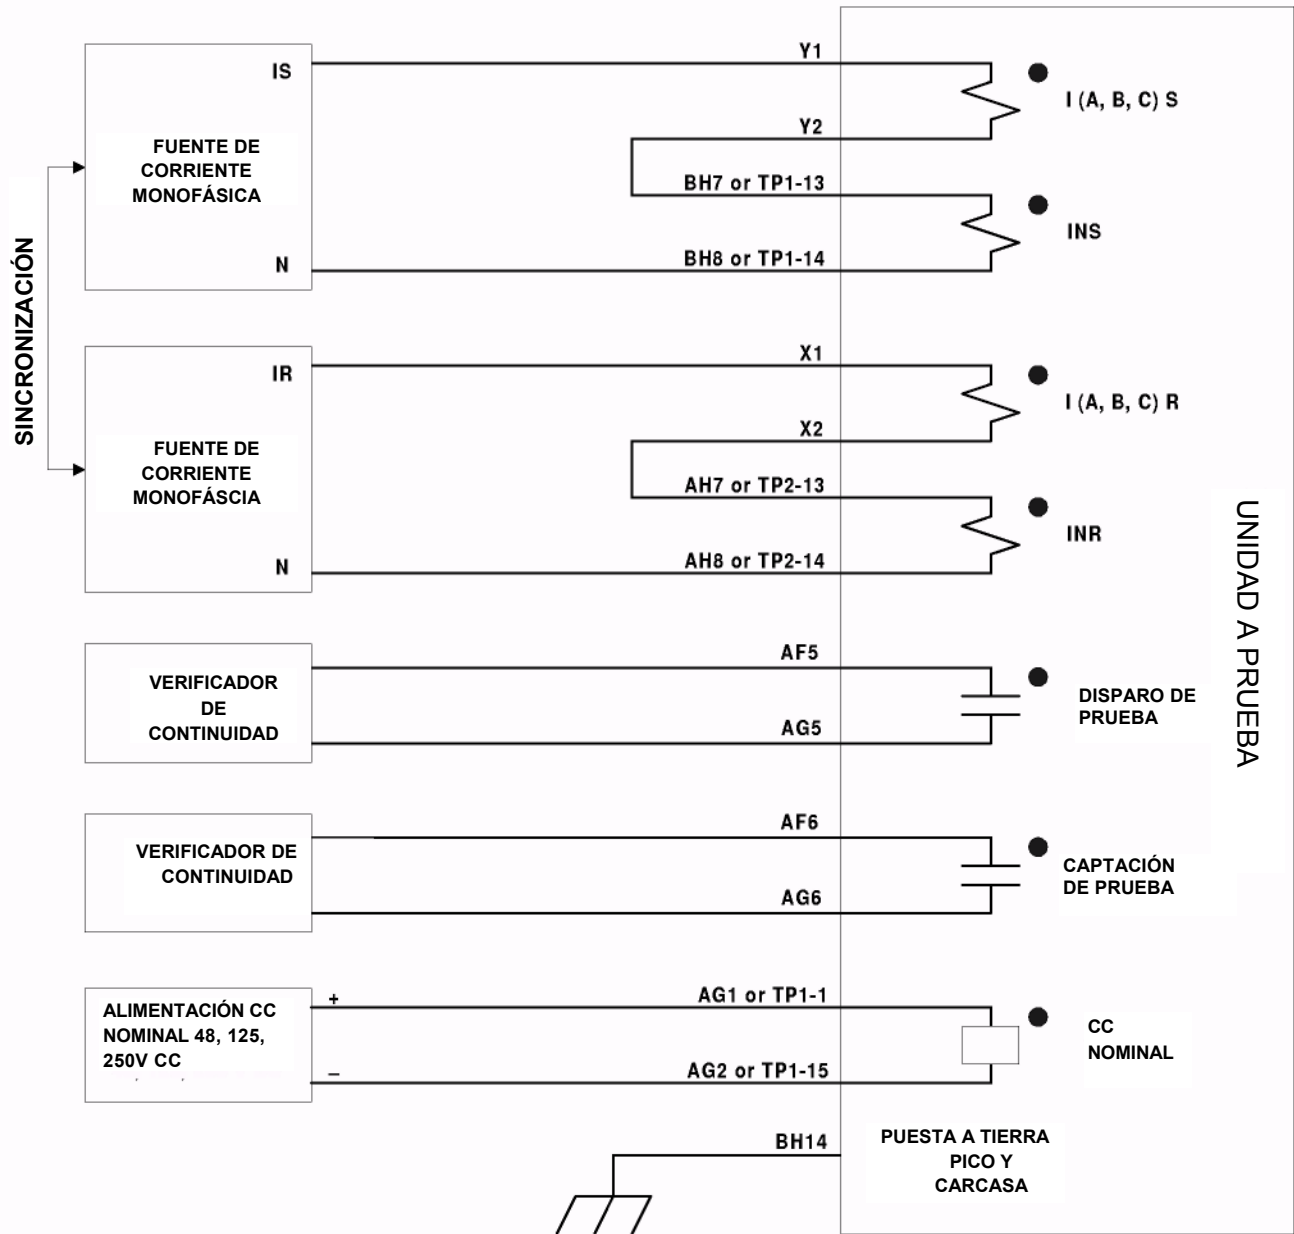 Y1
IS
I (A, B, C) S
FUENTE DE
CORRIENTE
MONOFÁSICA
Y2
BH7 or TP1-13
INS
N
BH8 or TP1-14
SINCRONIZACIÓN
X1
IR
I (A, B, C) R
FUENTE DE
CORRIENTE
MONOFÁSCIA
X2
AH7 or TP2-13
INR
N
AH8 or TP2-14
UNIDAD A PRUEBA
AF5
VERIFICADOR
DE
CONTINUIDAD
DISPARO DE
PRUEBA
AG5
AF6
VERIFICADOR DE
CONTINUIDAD
CAPTACIÓN
DE PRUEBA
AG6
ALIMENTACIÓN CC
NOMINAL 48, 125,
250V CC
+
AG1 or TP1-1
CC
NOMINAL
–
AG2 or TP1-15
BH14
PUESTA A TIERRA
PICO Y
CARCASA